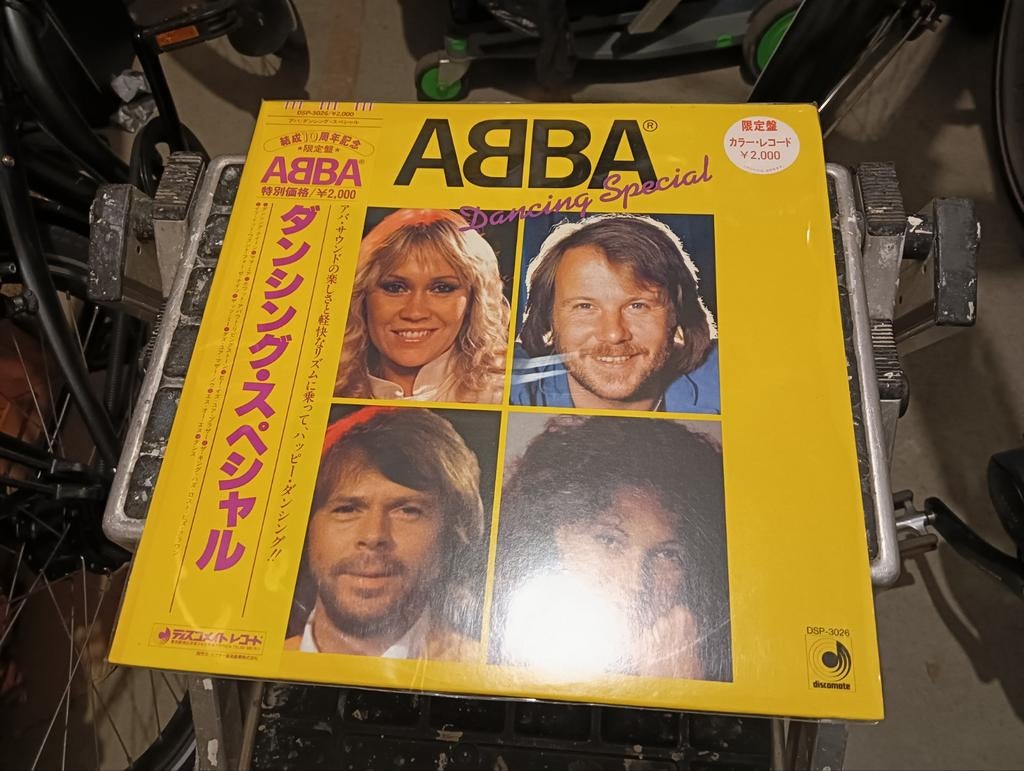 DSP-3026/¥2,000
アバ/ダンシング・スペシャル
結成10周年記念
★限定盤★
ABBA®
特別価格/¥2,000
ダンシング・スペシャル
アバ・サウンドの楽しさと軽快なリズムに乗って、ハッピー・ダンシング!!
ディスコメイトレコード
ABBA®
Dancing Special
限定盤
カラー・レコード
¥2,000
DSP-3026
discomate